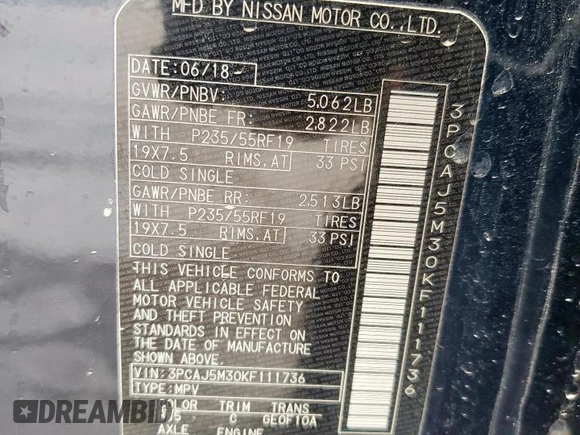 MFD BY NISSAN MOTOR CO.,LTD.
DATE: 06/18
GVWR/PNBV: 5,062LB
GAWR/PNBE FR: 2,822LB
WITH P235/55RF19 TIRES
19X7.5 RIMS.AT 33 PSI
COLD SINGLE
GAWR/PNBE RR: 2,513LB
WITH P235/55RF19 TIRES
19X7.5 RIMS.AT 33 PSI
COLD SINGLE
THIS VEHICLE CONFORMS TO
ALL APPLICABLE FEDERAL
MOTOR VEHICLE SAFETY
AND THEFT PREVENTION
STANDARDS IN EFFECT ON
THE DATE OF MANUFACTURE
SHOWN ABOVE.
VIN: 3PCAJ5M30KF111736
TYPE: MPV
COLOR TRIM TRANS
C GE0F10A
AXLE ENGINE
3PCAJ5M30KF111736
DREAMBID